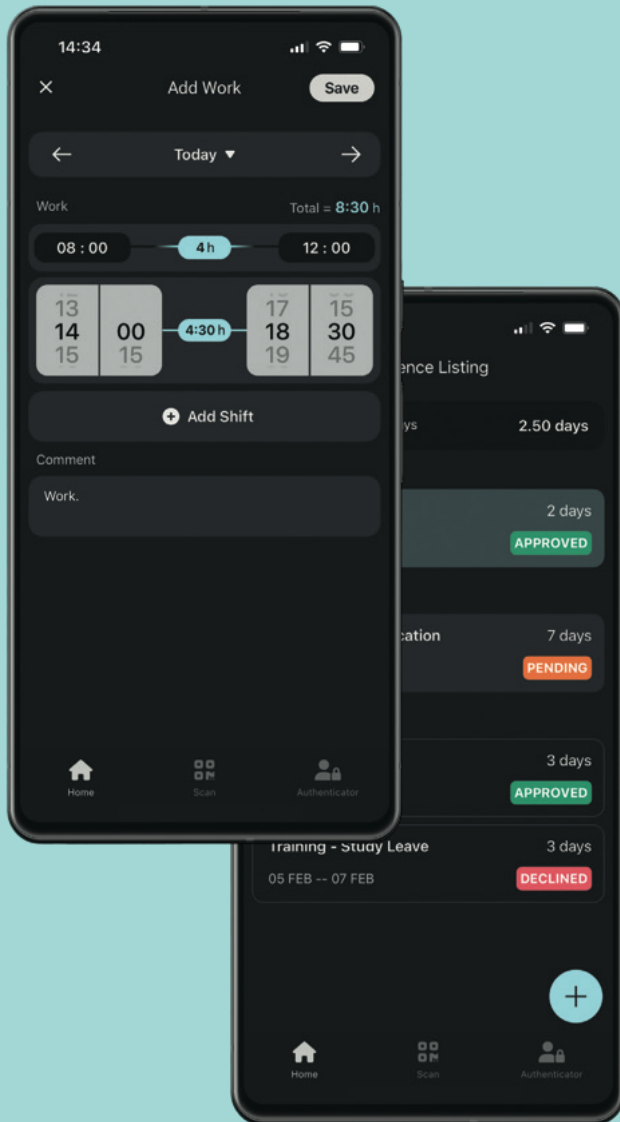 14:34
Add Work
Save
Today
Work
Total = 8:30 h
08 : 00
4 h
12 : 00
13
14 00
15 15
4:30 h
17 15
18 30
19 45
Add Shift
Comment
Work.
Home
Scan
Authenticator
ence Listing
ys
2.50 days
2 days
APPROVED
cation
7 days
PENDING
3 days
APPROVED
Training - Study Leave
3 days
05 FEB -- 07 FEB
DECLINED
Home
Scan
Authenticator